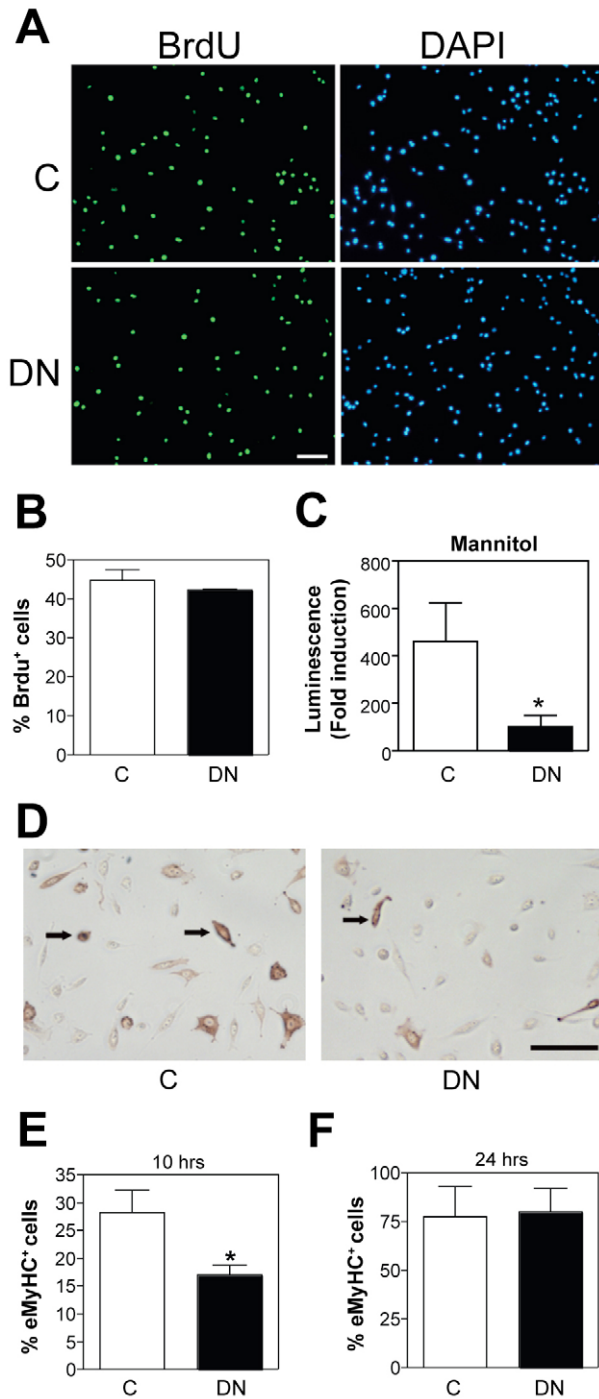 A
BrdU DAPI
C
DN
B
% Brdu⁺ cells
50
40
30
20
10
0
C DN
C
Mannitol
Luminescence
(Fold induction)
800
600
400
200
0
*
C DN
D
C DN
E
10 hrs
% eMyHC⁺ cells
35
30
25
20
15
10
5
0
*
C DN
F
24 hrs
% eMyHC⁺ cells
100
75
50
25
0
C DN